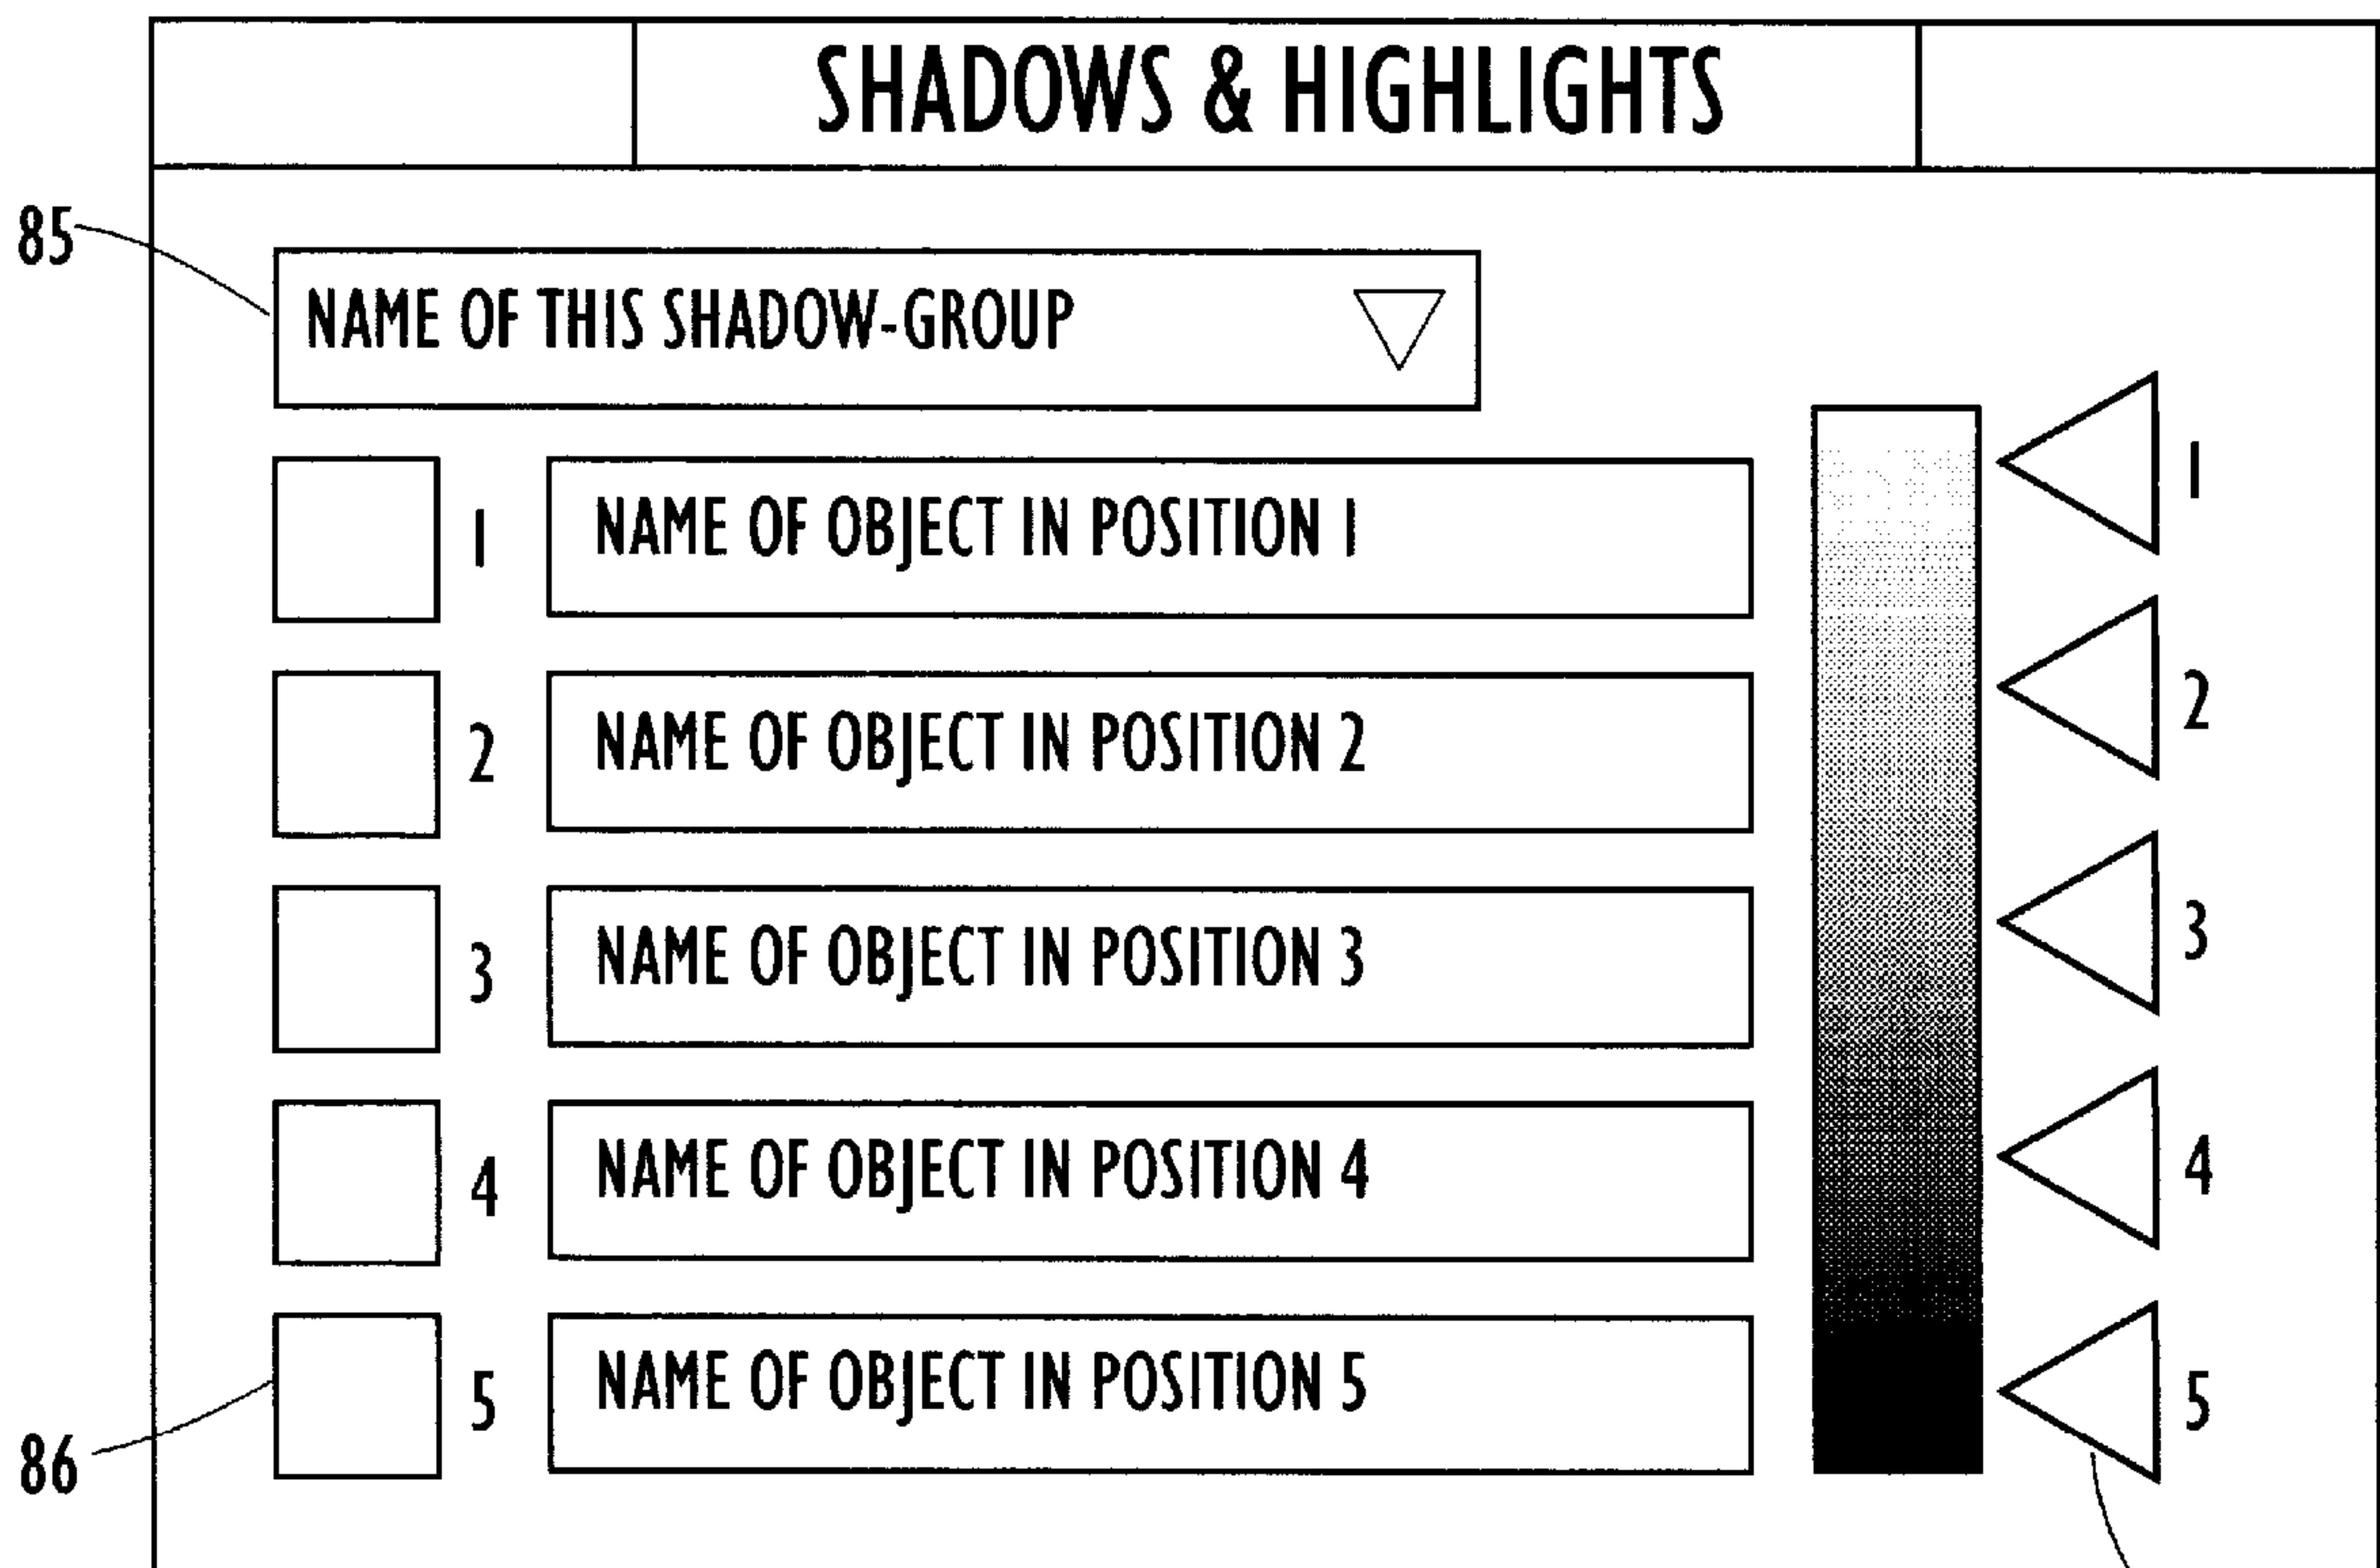 SHADOWS & HIGHLIGHTS
85
NAME OF THIS SHADOW-GROUP
1 NAME OF OBJECT IN POSITION 1 1
2 NAME OF OBJECT IN POSITION 2 2
3 NAME OF OBJECT IN POSITION 3 3
4 NAME OF OBJECT IN POSITION 4 4
5 NAME OF OBJECT IN POSITION 5 5
86